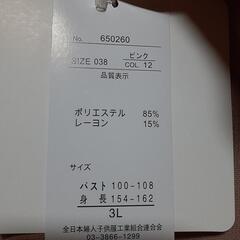 No. 650260
ピンク
SIZE 038 COL. 12
品質表示
ポリエステル 85%
レーヨン 15%
サイズ
バスト 100-108
身長 154-162
3L
全日本婦人子供服工業組合連合会
03-3866-1299